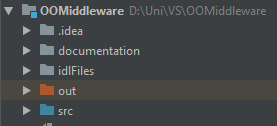 OOMiddleware D:\Uni\VS\OOMiddleware
.idea
documentation
idlFiles
out
src